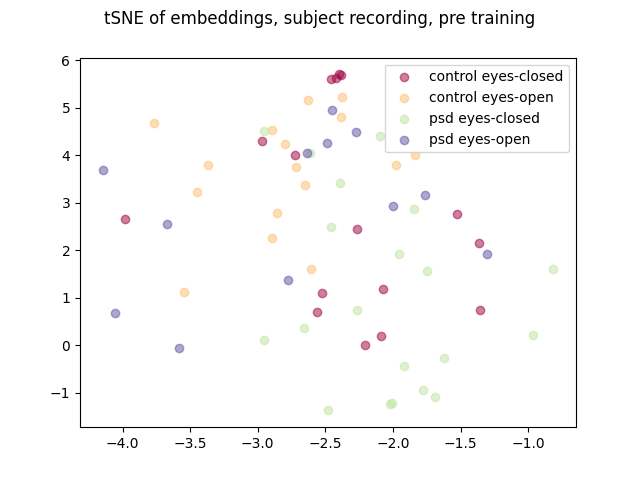 tSNE of embeddings, subject recording, pre training
control eyes-closed
control eyes-open
psd eyes-closed
psd eyes-open
6
5
4
3
2
1
0
−1
−4.0 −3.5 −3.0 −2.5 −2.0 −1.5 −1.0